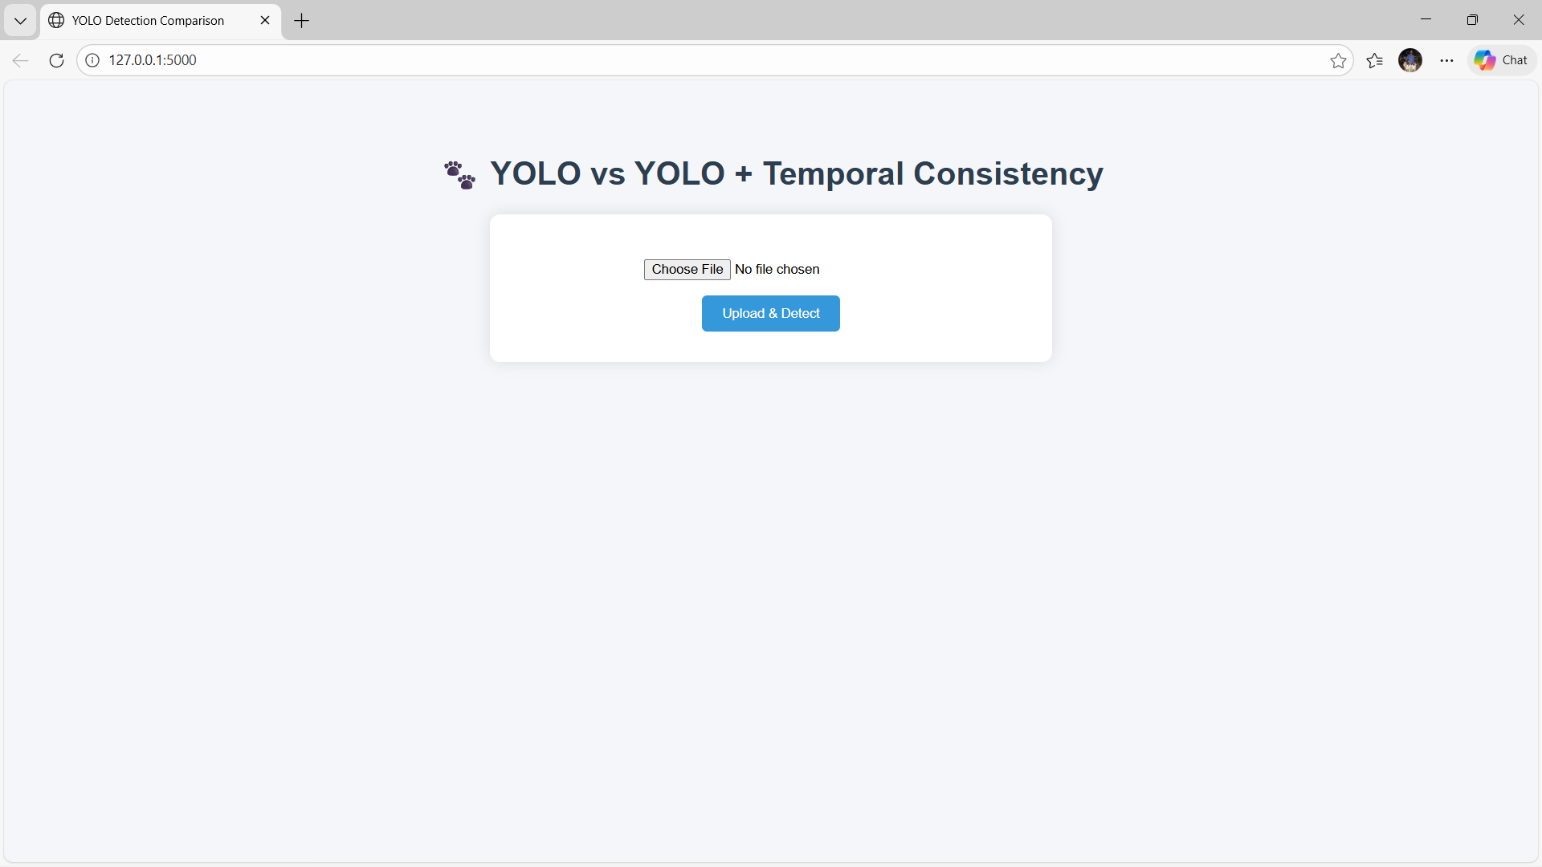 YOLO Detection Comparison
127.0.0.1:5000
Chat
YOLO vs YOLO + Temporal Consistency
Choose File No file chosen
Upload & Detect